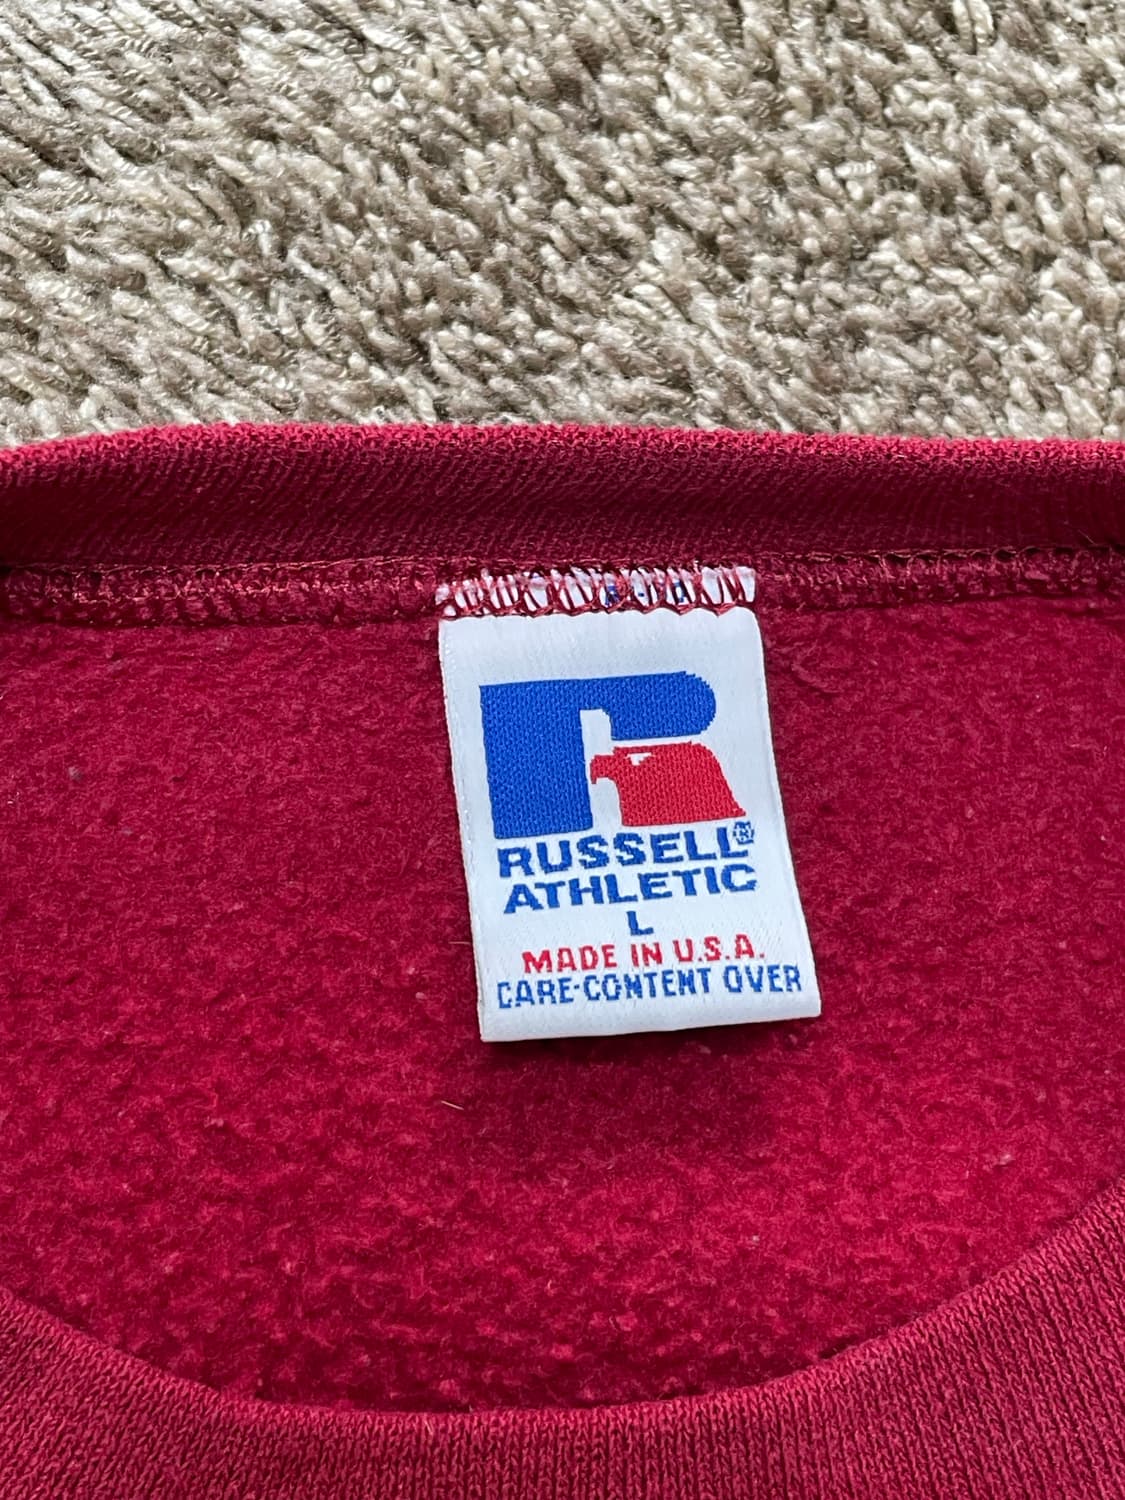 RUSSELL®
ATHLETIC
L
MADE IN U.S.A.
CARE-CONTENT OVER